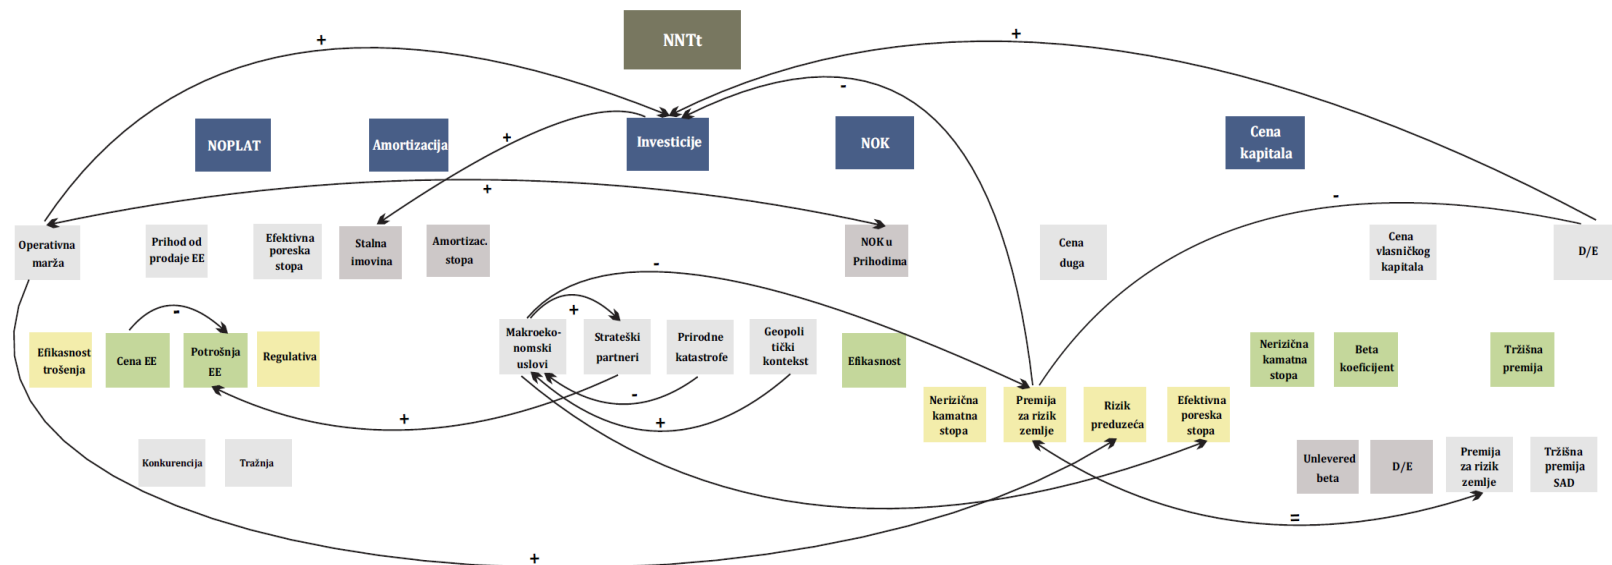 NNTt
+
+
-
NOPLAT
Amortizacija
Investicije
NOK
Cena
kapitala
+
+
-
Operativna
marža
Prihod od
prodaje EE
Efektivna
poreska
stopa
Stalna
imovina
Amortizac.
stopa
NOK u
Prihodima
Cena
duga
Cena
vlasničkog
kapitala
D/E
-
-
+
Efikasnost
trošenja
Cena EE
Potrošnja
EE
Regulativa
Makroeko-
nomski
uslovi
Strateški
partneri
Prirodne
katastrofe
Geopoli
tički
kontekst
Efikasnost
Nerizična
kamatna
stopa
Beta
koeficijent
Tržišna
premija
-
+
+
Nerizična
kamatna
stopa
Premija
za rizik
zemlje
Rizik
preduzeća
Efektivna
poreska
stopa
Konkurencija
Tražnja
Unlevered
beta
D/E
Premija
za rizik
zemlje
Tržišna
premija
SAD
=
+